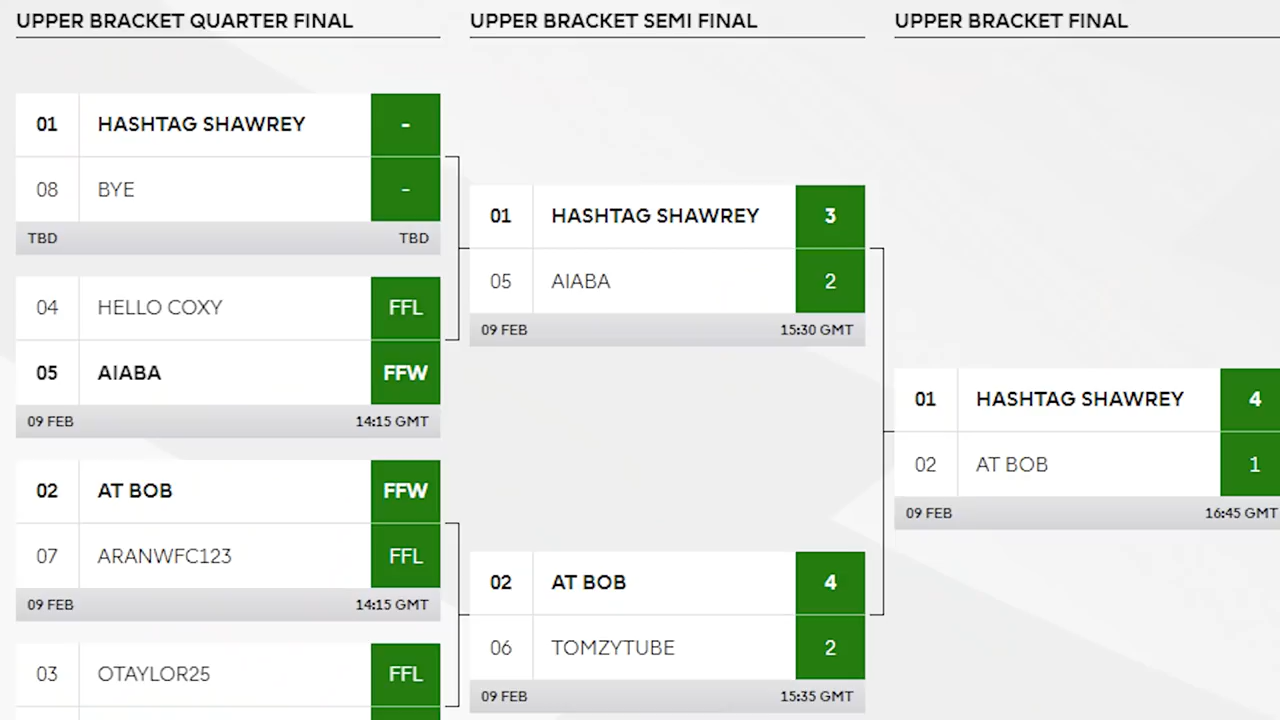 UPPER BRACKET QUARTER FINAL
01 HASHTAG SHAWREY -
08 BYE -
TBD TBD
04 HELLO COXY FFL
05 AIABA FFW
09 FEB 14:15 GMT
02 AT BOB FFW
07 ARANWFC123 FFL
09 FEB 14:15 GMT
03 OTAYLOR25 FFL
UPPER BRACKET SEMI FINAL
01 HASHTAG SHAWREY 3
05 AIABA 2
09 FEB 15:30 GMT
02 AT BOB 4
06 TOMZYTUBE 2
09 FEB 15:35 GMT
UPPER BRACKET FINAL
01 HASHTAG SHAWREY 4
02 AT BOB 1
09 FEB 16:45 GMT